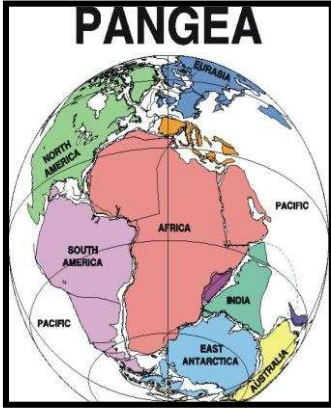 PANGEA
EURASIA
NORTH
AMERICA
PACIFIC
AFRICA
SOUTH
AMERICA
INDIA
PACIFIC
EAST
ANTARCTICA
AUSTRALIA